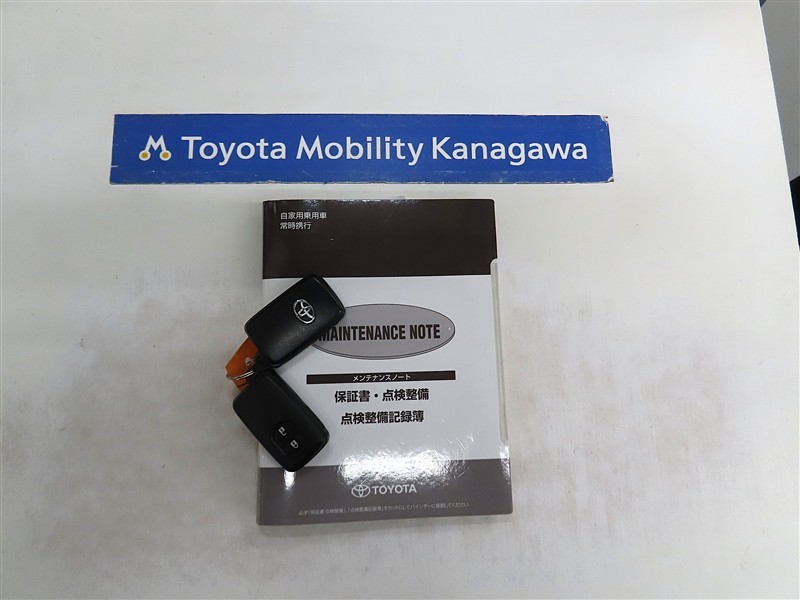 Toyota Mobility Kanagawa
自家用乗用車
常時携行
MAINTENANCE NOTE
メンテナンスノート
保証書・点検整備
点検整備記録簿
TOYOTA